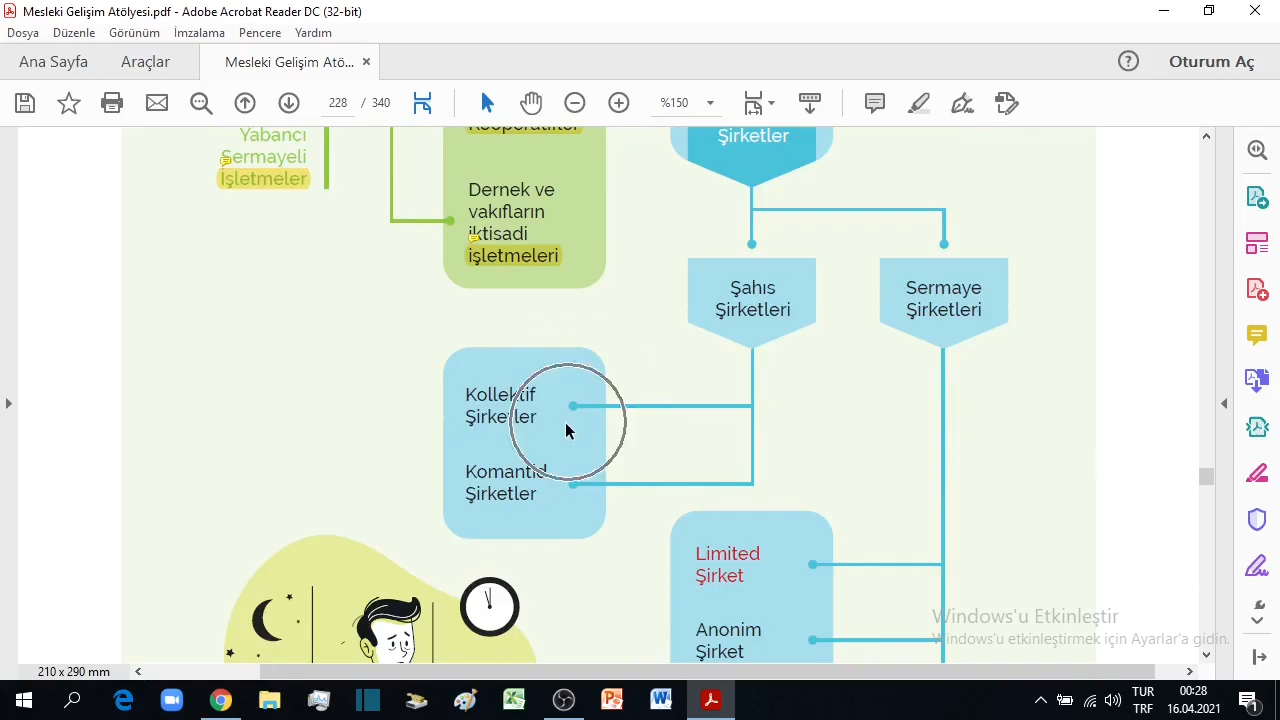 Mesleki Gelişim Atölyesi.pdf - Adobe Acrobat Reader DC (32-bit)
Dosya Düzenle Görünüm İmzalama Pencere Yardım
Ana Sayfa Araçlar Mesleki Gelişim Atö... × Oturum Aç
228 / 340 %150
Yabancı
Sermayeli
İşletmeler
Kooperatifler
Dernek ve
vakıfların
iktisadi
işletmeleri
Şirketler
Şahıs
Şirketleri
Sermaye
Şirketleri
Kollektif
Şirketler
Komantid
Şirketler
Limited
Şirket
Anonim
Şirket
Windows'u Etkinleştir
Windows'u etkinleştirmek için Ayarlar'a gidin.
210 x 290 mm
TUR
TRF
00:28
16.04.2021
1